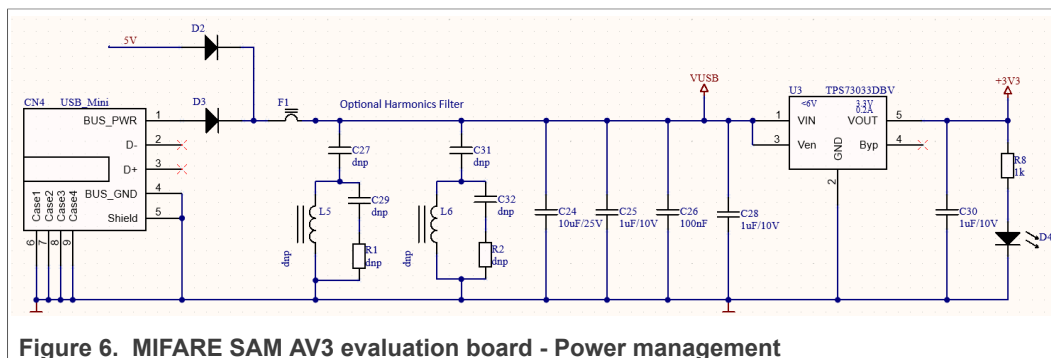 D2
5V
CN4 USB_Mini
D3
F1
Optional Harmonics Filter
VUSB
U3 TPS73033DBV
+3V3
<6V 3.3V
0.2A
BUS_PWR 1
VIN 1
VOUT 5
D- 2
Ven 3
Byp 4
D+ 3
GND
2
BUS_GND 4
Shield 5
Case1
Case2
Case3
Case4
6
7
8
9
C27
dnp
C31
dnp
L5
dnp
C29
dnp
R1
dnp
L6
dnp
C32
dnp
R2
dnp
C24
10uF/25V
C25
1uF/10V
C26
100nF
C28
1uF/10V
C30
1uF/10V
R8
1k
D4
Figure 6. MIFARE SAM AV3 evaluation board - Power management